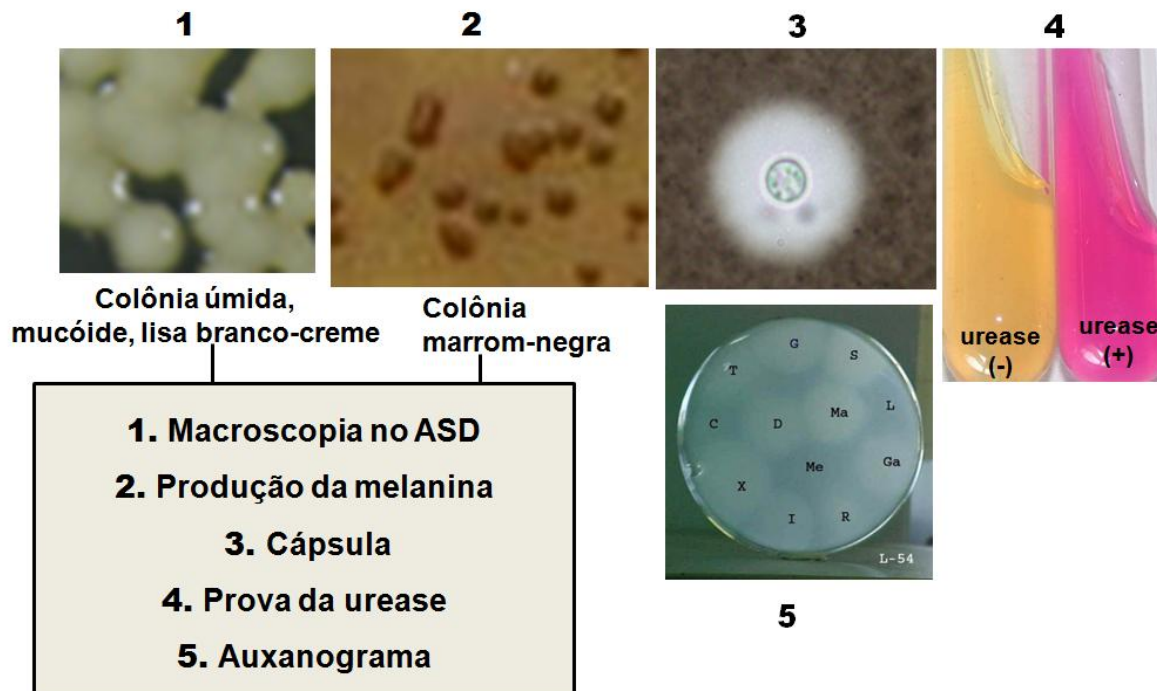 1
2
3
4
Colônia úmida,
mucóide, lisa branco-creme
Colônia
marrom-negra
urease
(-)
urease
(+)
1. Macroscopia no ASD
2. Produção da melanina
3. Cápsula
4. Prova da urease
5. Auxanograma
G
S
T
Ma
L
C
D
Me
Ga
X
I
R
L-54
5